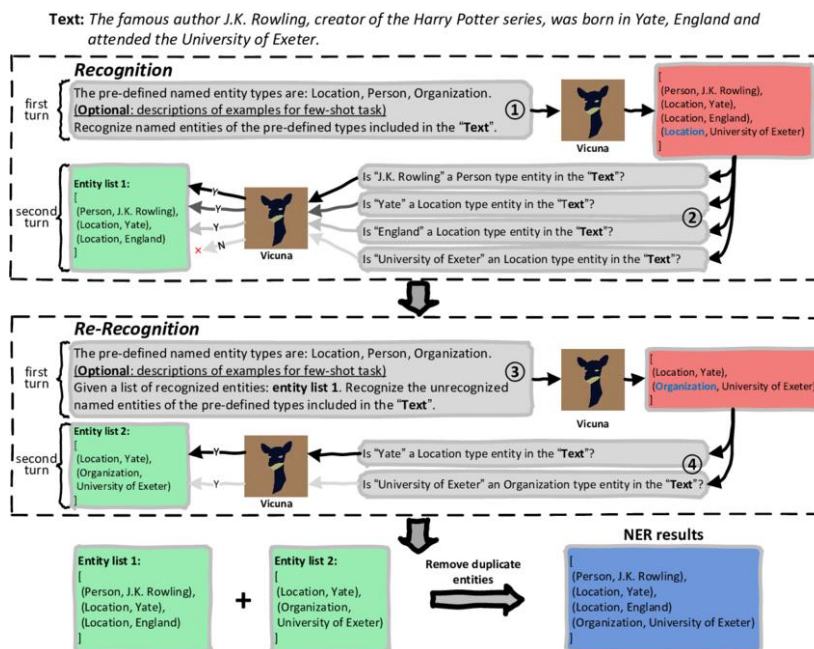 Text: The famous author J.K. Rowling, creator of the Harry Potter series, was born in Yate, England and
attended the University of Exeter.
Recognition
first
turn
The pre-defined named entity types are: Location, Person, Organization.
(Optional: descriptions of examples for few-shot task)
Recognize named entities of the pre-defined types included in the “Text”.
①
Vicuna
[
(Person, J.K. Rowling),
(Location, Yate),
(Location, England),
(Location, University of Exeter)
]
second
turn
Entity list 1:
[
(Person, J.K. Rowling),
(Location, Yate),
(Location, England)
]
Y
Y
Y
× N
Vicuna
Is “J.K. Rowling” a Person type entity in the “Text”?
Is “Yate” a Location type entity in the “Text”?
②
Is “England” a Location type entity in the “Text”?
Is “University of Exeter” an Location type entity in the “Text”?
Re-Recognition
first
turn
The pre-defined named entity types are: Location, Person, Organization.
(Optional: descriptions of examples for few-shot task)
Given a list of recognized entities: entity list 1. Recognize the unrecognized
named entities of the pre-defined types included in the “Text”.
③
Vicuna
[
(Location, Yate),
(Organization, University of Exeter)
]
second
turn
Entity list 2:
[
(Location, Yate),
(Organization,
University of Exeter)
]
Y
Y
Vicuna
Is “Yate” a Location type entity in the “Text”?
④
Is “University of Exeter” an Organization type entity in the “Text”?
Entity list 1:
[
(Person, J.K. Rowling),
(Location, Yate),
(Location, England)
]
+
Entity list 2:
[
(Location, Yate),
(Organization,
University of Exeter)
]
Remove duplicate
entities
NER results
[
(Person, J.K. Rowling),
(Location, Yate),
(Location, England)
(Organization, University of Exeter)
]